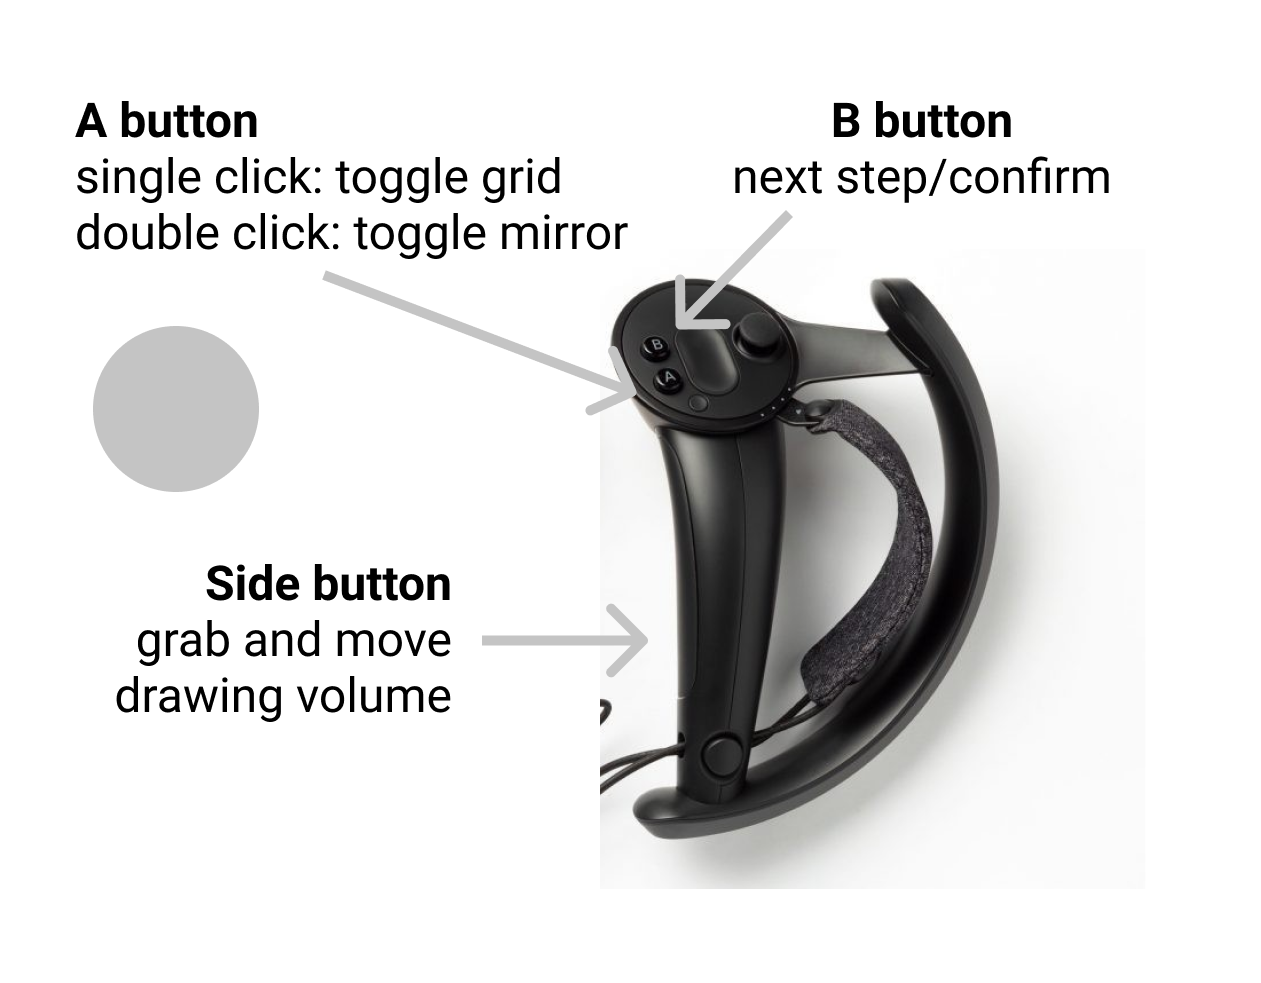 A button
single click: toggle grid
double click: toggle mirror
B button
next step/confirm
B
A
Side button
grab and move
drawing volume